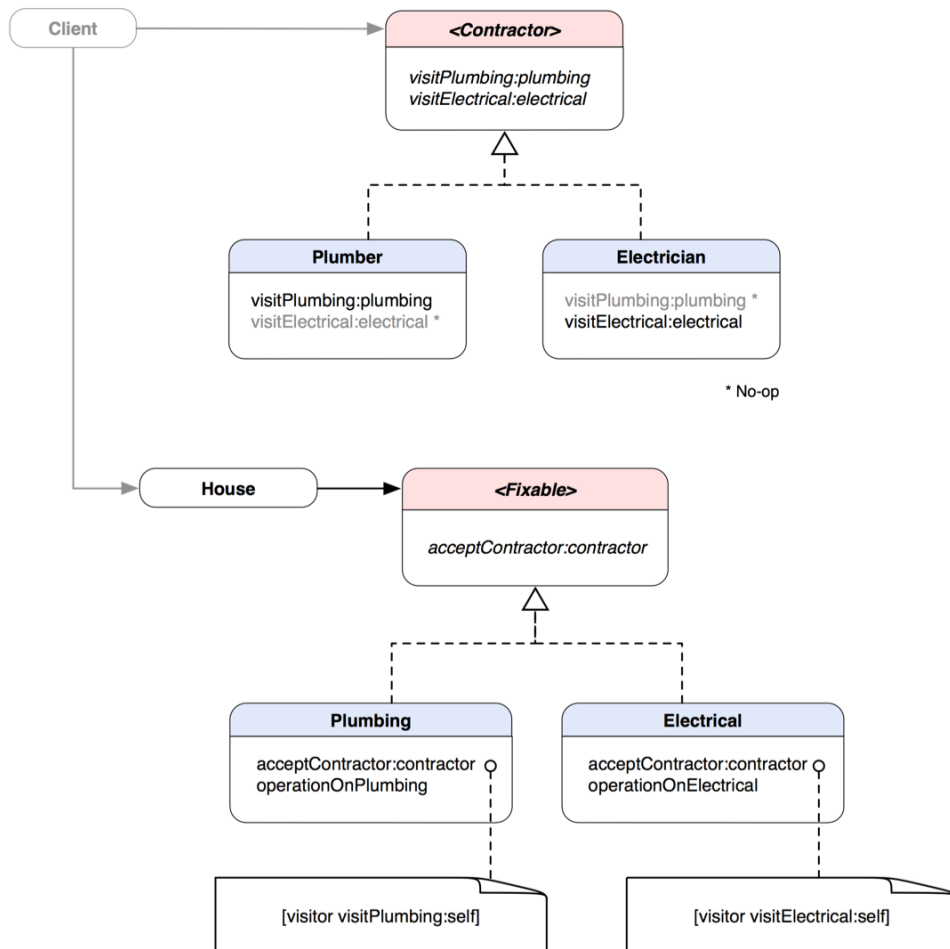 Client
<Contractor>
visitPlumbing:plumbing
visitElectrical:electrical
Plumber
visitPlumbing:plumbing
visitElectrical:electrical *
Electrician
visitPlumbing:plumbing *
visitElectrical:electrical
* No-op
House
<Fixable>
acceptContractor:contractor
Plumbing
acceptContractor:contractor
operationOnPlumbing
Electrical
acceptContractor:contractor
operationOnElectrical
[visitor visitPlumbing:self]
[visitor visitElectrical:self]